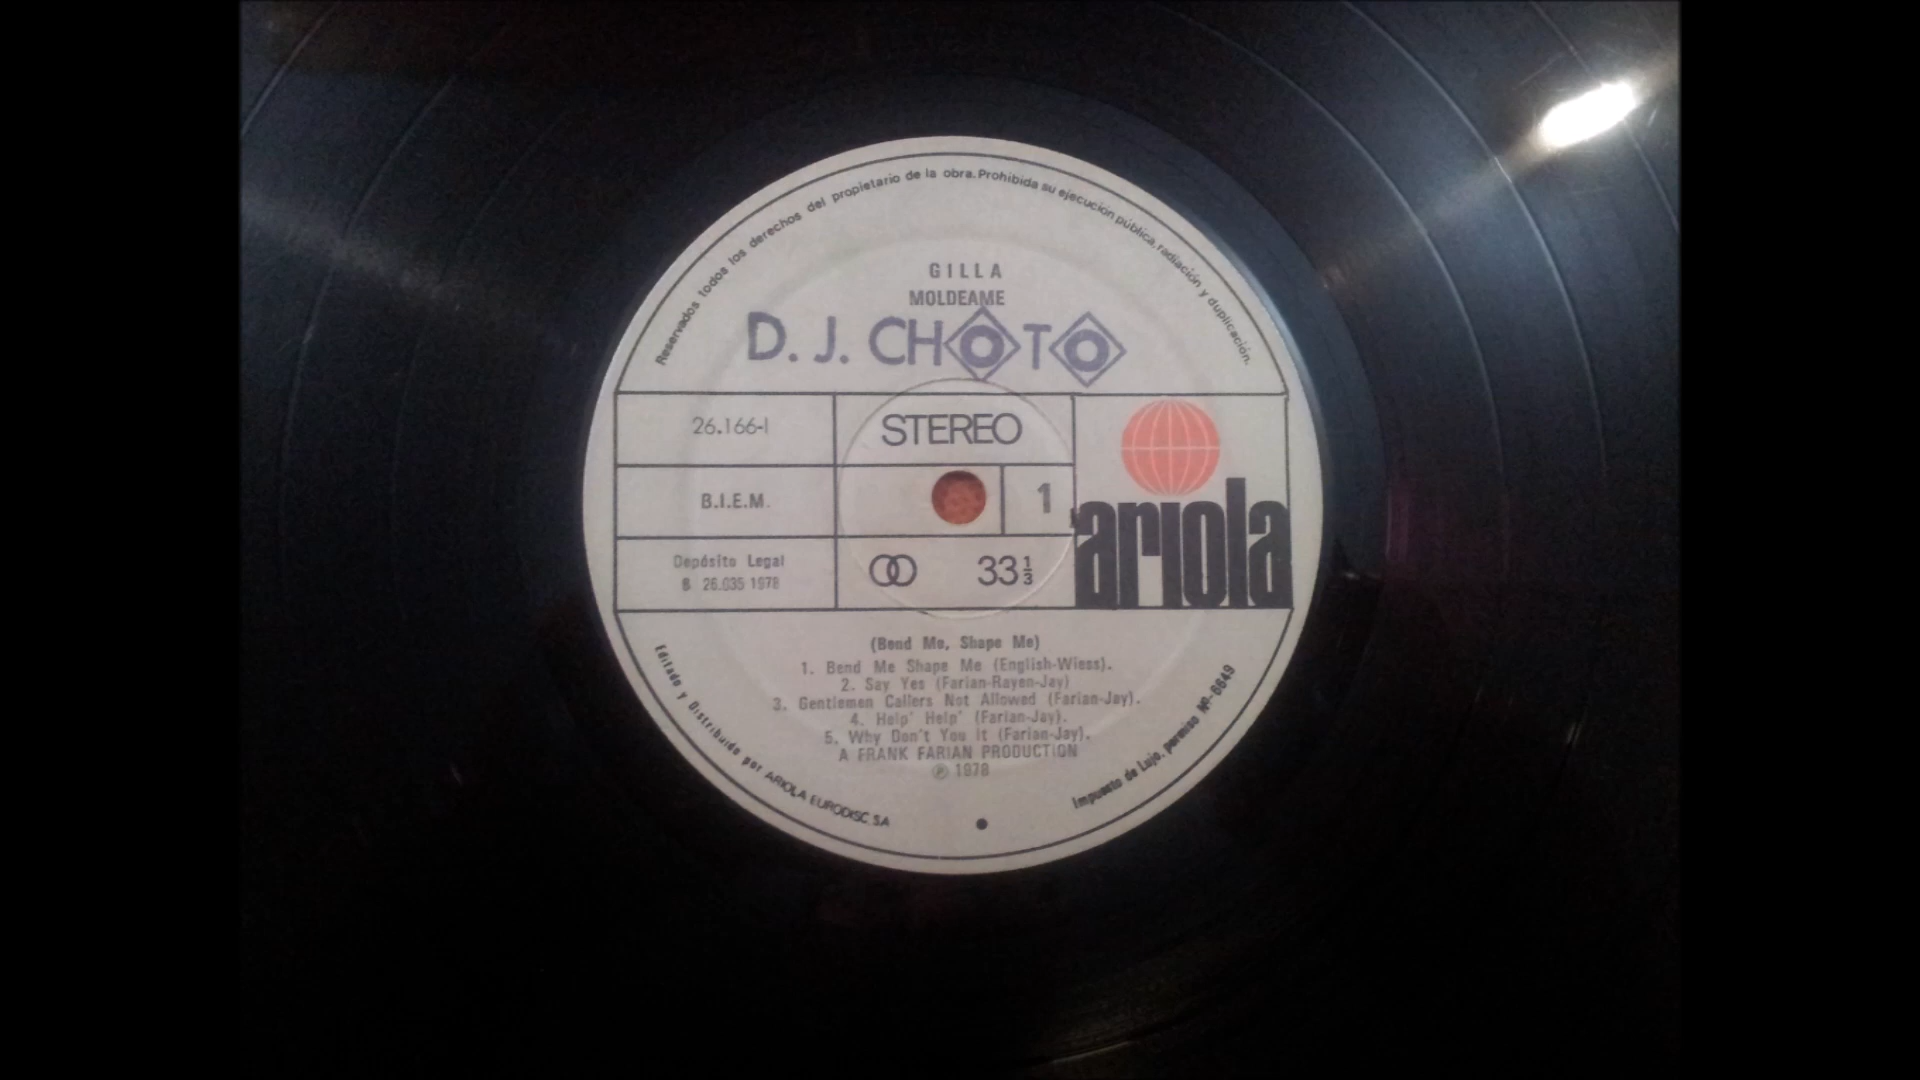 Reservados todos los derechos del propietario de la obra. Prohibida su ejecución pública, radiación y duplicación.
GILLA
MOLDEAME
D. J. CHOTO
26.166-I
STEREO
B.I.E.M.
1
ariola
Depósito Legal
B 26.035 1978
33 1/3
(Bend Me, Shape Me)
1. Bend Me Shape Me (English-Wiess).
2. Say Yes (Farian-Rayen-Jay)
3. Gentlemen Callers Not Allowed (Farian-Jay).
4. Help' Help' (Farian-Jay).
5. Why Don't You it (Farian-Jay).
A FRANK FARIAN PRODUCTION
Ⓟ 1978
Editado y Distribuido por ARIOLA EURODISC. S.A
Impuesto de Lujo, permiso Nº-6649